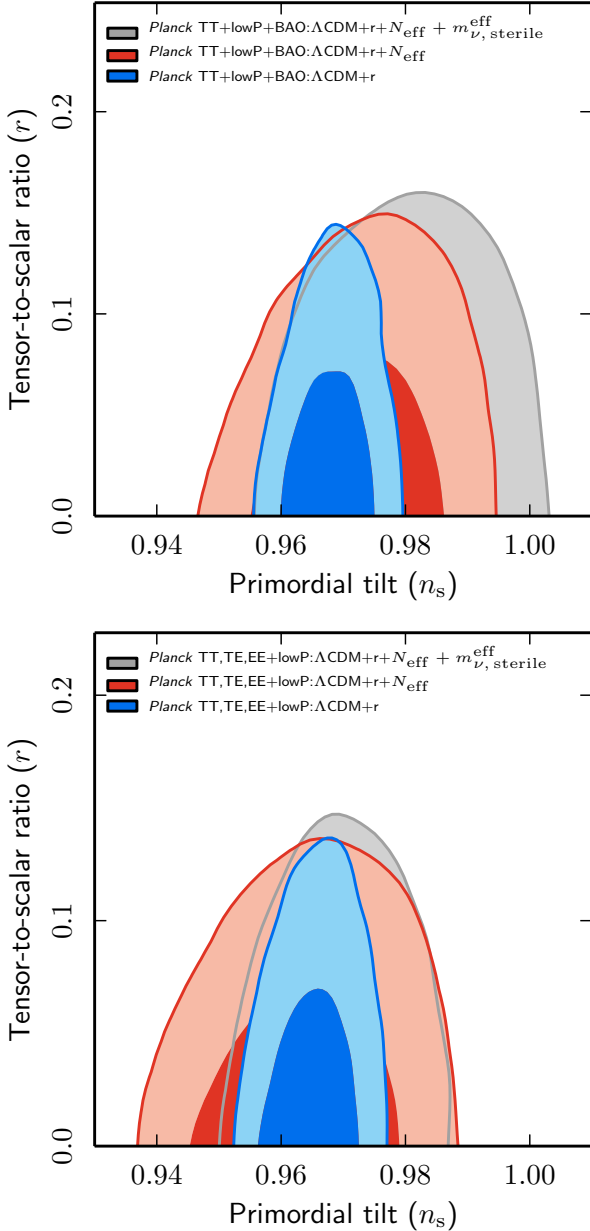 Planck TT+lowP+BAO:ΛCDM+r+N_eff + m^eff_ν, sterile
Planck TT+lowP+BAO:ΛCDM+r+N_eff
Planck TT+lowP+BAO:ΛCDM+r
Tensor-to-scalar ratio (r)
0.2
0.1
0.0
0.94 0.96 0.98 1.00
Primordial tilt (n_s)
Planck TT,TE,EE+lowP:ΛCDM+r+N_eff + m^eff_ν, sterile
Planck TT,TE,EE+lowP:ΛCDM+r+N_eff
Planck TT,TE,EE+lowP:ΛCDM+r
Tensor-to-scalar ratio (r)
0.2
0.1
0.0
0.94 0.96 0.98 1.00
Primordial tilt (n_s)